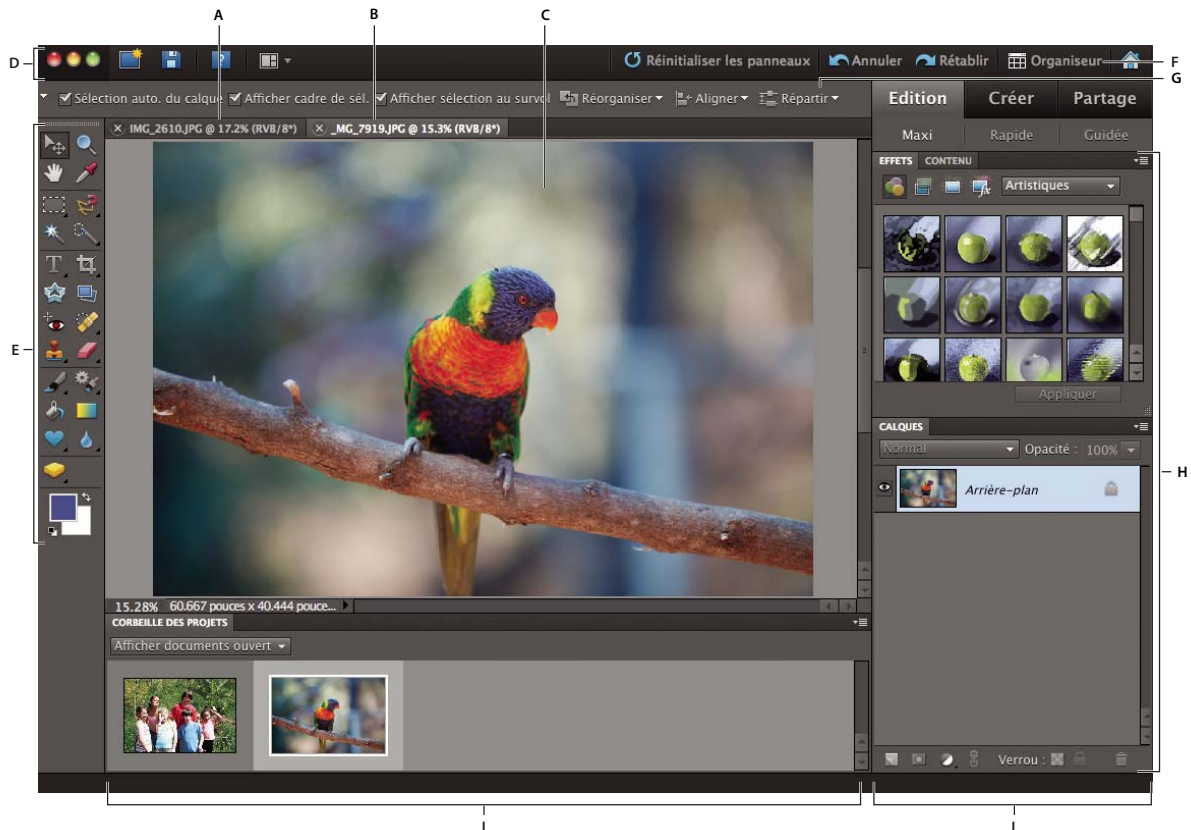 A
B
C
D
Réinitialiser les panneaux
Annuler
Rétablir
Organiseur
F
G
Sélection auto. du calque
Afficher cadre de sél.
Afficher sélection au survol
Réorganiser
Aligner
Répartir
Edition
Créer
Partage
IMG_2610.JPG @ 17.2% (RVB/8*)
_MG_7919.JPG @ 15.3% (RVB/8*)
Maxi
Rapide
Guidée
EFFETS
CONTENU
fx
Artistiques
T
E
Appliquer
CALQUES
Normal
Opacité : 100%
Arrière-plan
H
15.28%
60.667 pouces x 40.444 pouce...
CORBEILLE DES PROJETS
Afficher documents ouvert
Verrou :